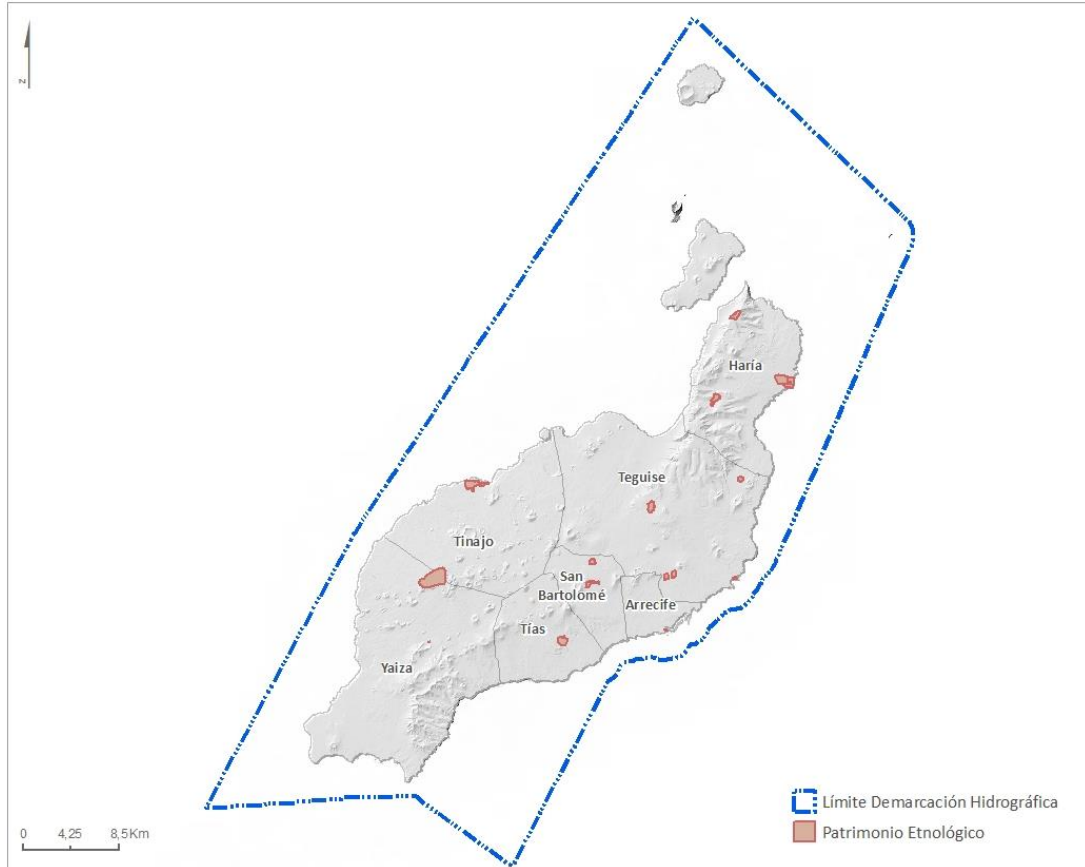 z
Haría
Teguise
Tinajo
San
Bartolomé
Arrecife
Tías
Yaiza
Límite Demarcación Hidrográfica
Patrimonio Etnológico
0 4,25 8,5Km